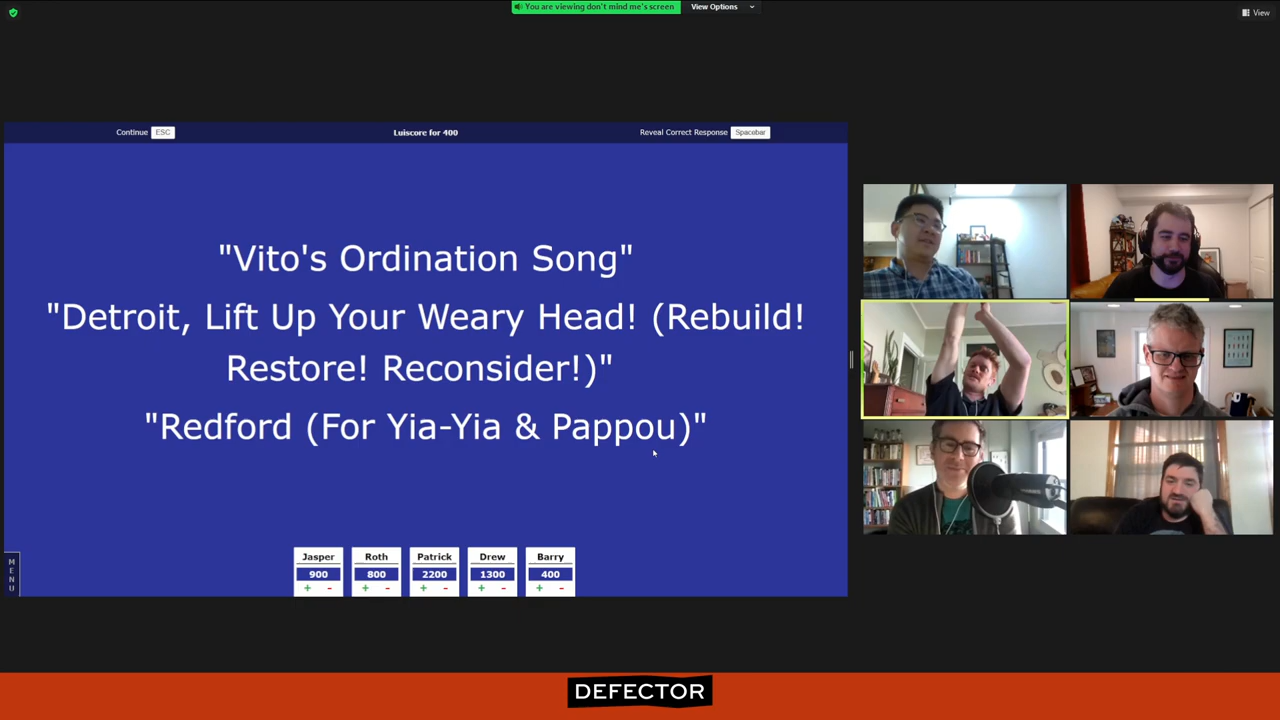 You are viewing don't mind me's screen
View Options
View
Continue ESC
Luiscore for 400
Reveal Correct Response Spacebar
"Vito's Ordination Song"
"Detroit, Lift Up Your Weary Head! (Rebuild!
Restore! Reconsider!)"
"Redford (For Yia-Yia & Pappou)"
MENU
Jasper Roth Patrick Drew Barry
900 800 2200 1300 400
+ - + - + - + - + -
DEFECTOR